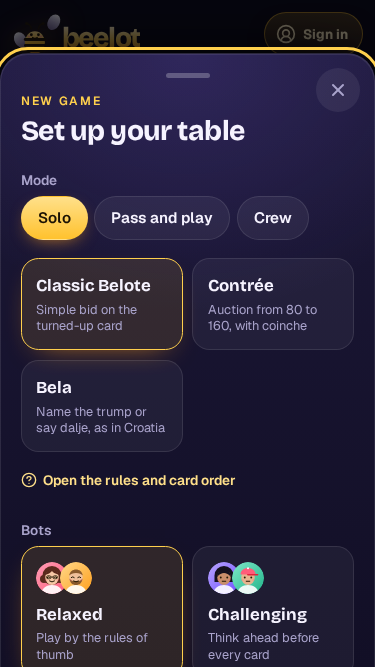 beelot
Sign in
NEW GAME
Set up your table
Mode
Solo
Pass and play
Crew
Classic Belote
Simple bid on the
turned-up card
Contrée
Auction from 80 to
160, with coinche
Bela
Name the trump or
say dalje, as in Croatia
Open the rules and card order
Bots
Relaxed
Play by the rules of
thumb
Challenging
Think ahead before
every card